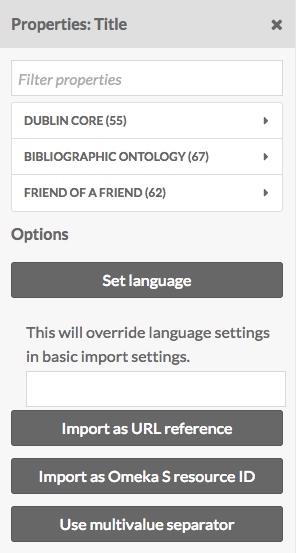 Properties: Title ✖
Filter properties
DUBLIN CORE (55)
BIBLIOGRAPHIC ONTOLOGY (67)
FRIEND OF A FRIEND (62)
Options
Set language
This will override language settings
in basic import settings.
Import as URL reference
Import as Omeka S resource ID
Use multivalue separator